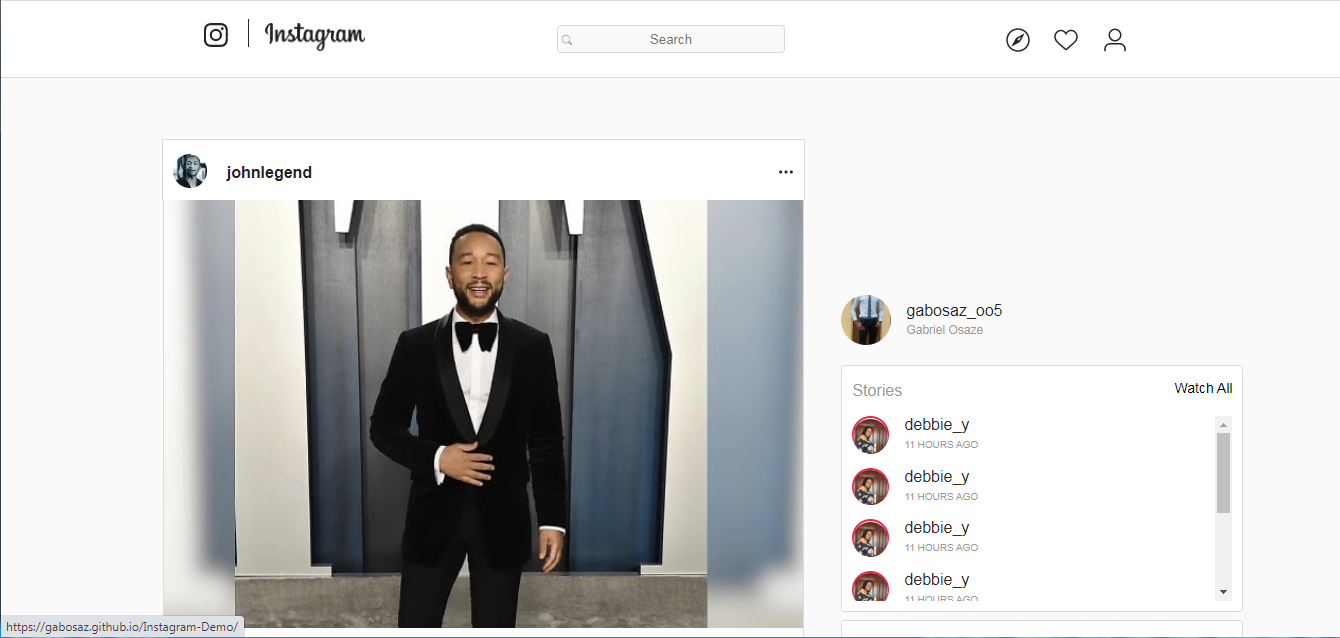 Instagram
Search
johnlegend
gabosaz_oo5
Gabriel Osaze
Stories
Watch All
debbie_y
11 HOURS AGO
debbie_y
11 HOURS AGO
debbie_y
11 HOURS AGO
debbie_y
11 HOURS AGO
https://gabosaz.github.io/Instagram-Demo/